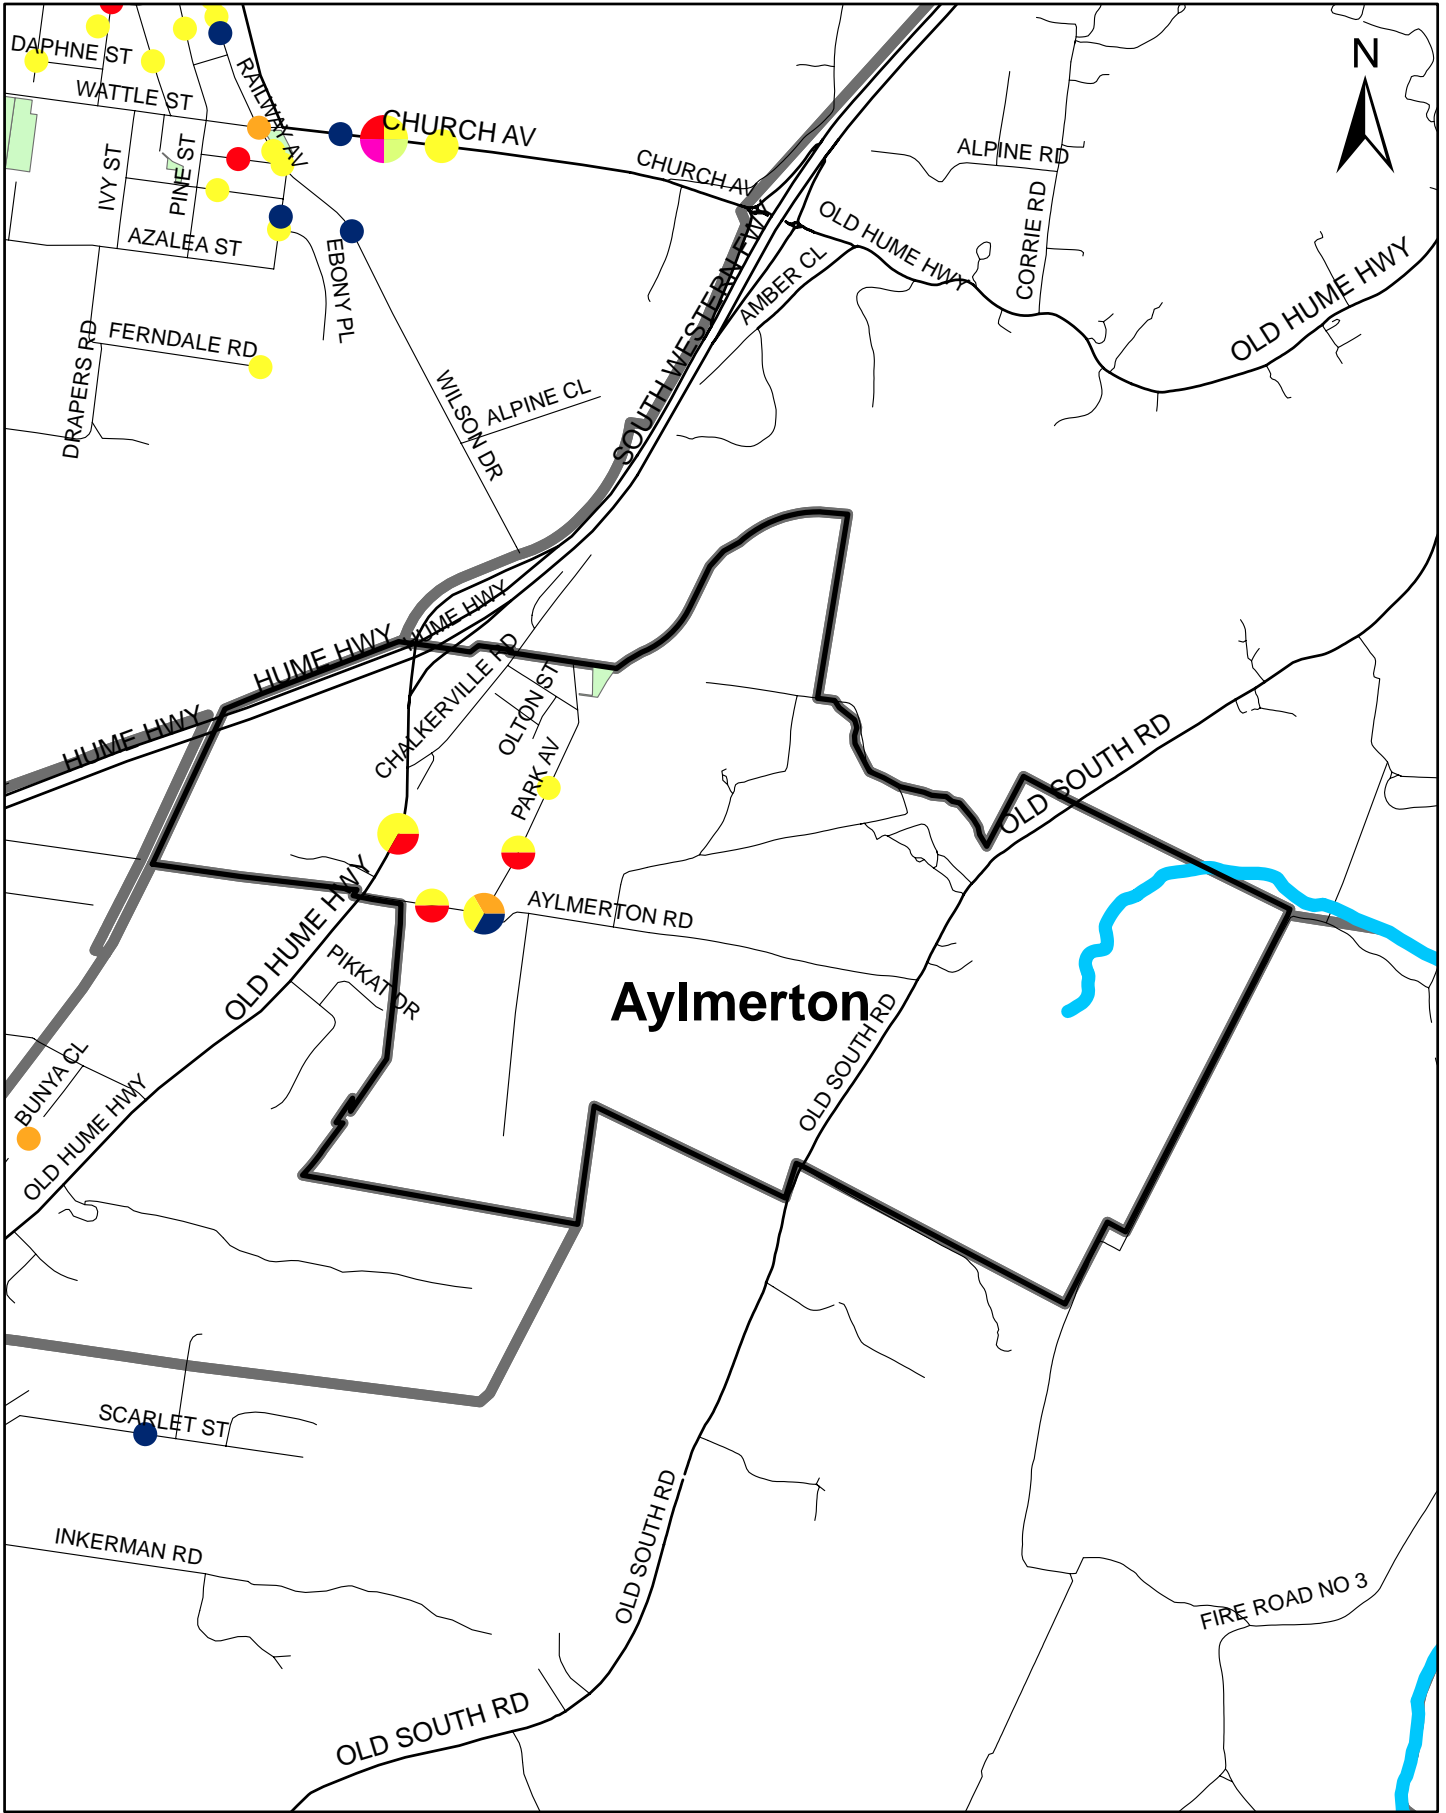 DAPHNE ST
N
WATTLE ST
RAILWAY AV
CHURCH AV
IVY ST
PINE ST
CHURCH AV
ALPINE RD
CORRIE RD
AZALEA ST
EBONY PL
OLD HUME HWY
SOUTH WESTERN FWY
AMBER CL
OLD HUME HWY
DRAPERS RD
FERNDALE RD
WILSON DR
ALPINE CL
HUME HWY
HUME HWY
HUME HWY
CHALKERVILLE RD
OLTON ST
PARK AV
OLD SOUTH RD
OLD HUME HWY
AYLMERTON RD
PIKKAT DR
Aylmerton
OLD SOUTH RD
BUNYA CL
OLD HUME HWY
SCARLET ST
INKERMAN RD
OLD SOUTH RD
FIRE ROAD NO 3
OLD SOUTH RD